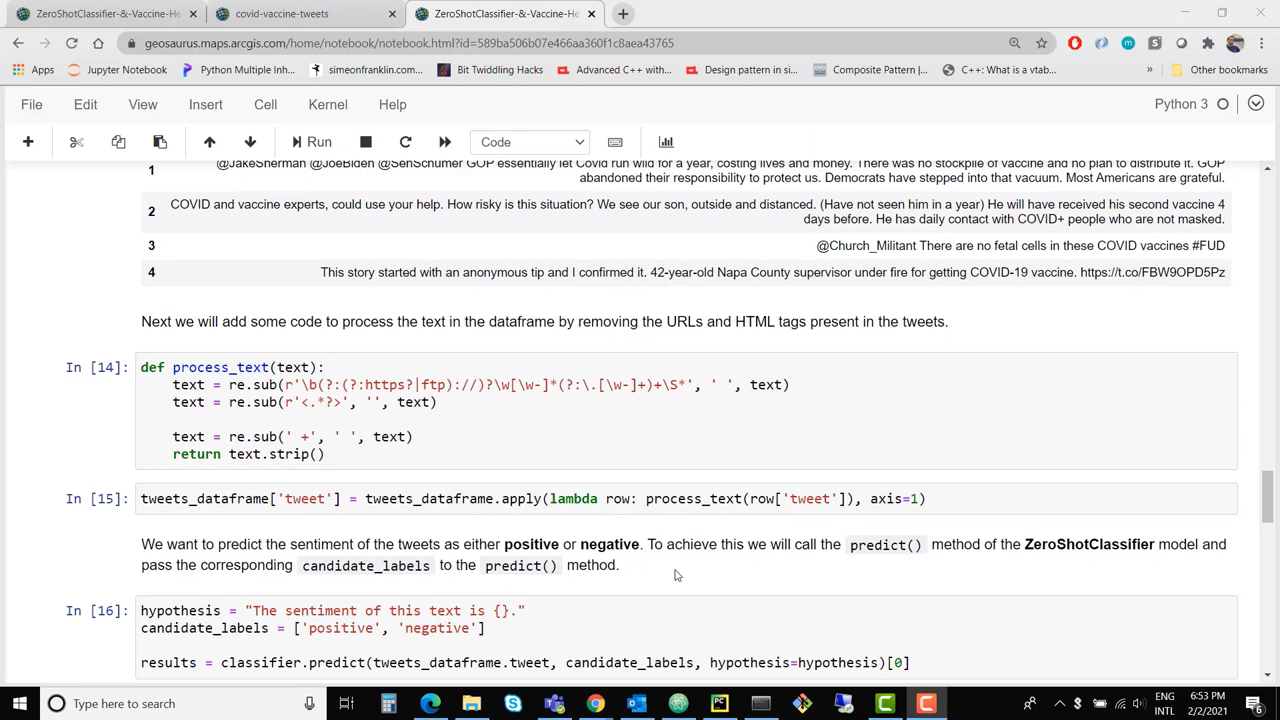 ZeroShotClassifier-&-Vaccine-He
covid-vaccine-tweets
ZeroShotClassifier-&-Vaccine-He
geosaurus.maps.arcgis.com/home/notebook/notebook.html?id=589ba506b07e466aa360f1c8aea43765
Apps Jupyter Notebook Python Multiple Inh... simeonfranklin.com... Bit Twiddling Hacks Advanced C++ with... Design pattern in si... Composite Pattern (... C++: What is a vtab... » Other bookmarks
File Edit View Insert Cell Kernel Help Python 3
Run Code
1 @JakeSherman @JoeBiden @SenSchumer GOP essentially let Covid run wild for a year, costing lives and money. There was no stockpile of vaccine and no plan to distribute it. GOP
abandoned their responsibility to protect us. Democrats have stepped into that vacuum. Most Americans are grateful.
2 COVID and vaccine experts, could use your help. How risky is this situation? We see our son, outside and distanced. (Have not seen him in a year) He will have received his second vaccine 4
days before. He has daily contact with COVID+ people who are not masked.
3 @Church_Militant There are no fetal cells in these COVID vaccines #FUD
4 This story started with an anonymous tip and I confirmed it. 42-year-old Napa County supervisor under fire for getting COVID-19 vaccine. https://t.co/FBW9OPD5Pz
Next we will add some code to process the text in the dataframe by removing the URLs and HTML tags present in the tweets.
In [14]: def process_text(text):
text = re.sub(r'\b(?:(?:https?|ftp)://)?\w[\w-]*(?:\.[\w-]+)+\S*', ' ', text)
text = re.sub(r'<.*?>', '', text)
text = re.sub(' +', ' ', text)
return text.strip()
In [15]: tweets_dataframe['tweet'] = tweets_dataframe.apply(lambda row: process_text(row['tweet']), axis=1)
We want to predict the sentiment of the tweets as either positive or negative. To achieve this we will call the predict() method of the ZeroShotClassifier model and
pass the corresponding candidate_labels to the predict() method.
In [16]: hypothesis = "The sentiment of this text is {}."
candidate_labels = ['positive', 'negative']
results = classifier.predict(tweets_dataframe.tweet, candidate_labels, hypothesis=hypothesis)[0]
Type here to search
ENG
INTL
6:53 PM
2/2/2021
6